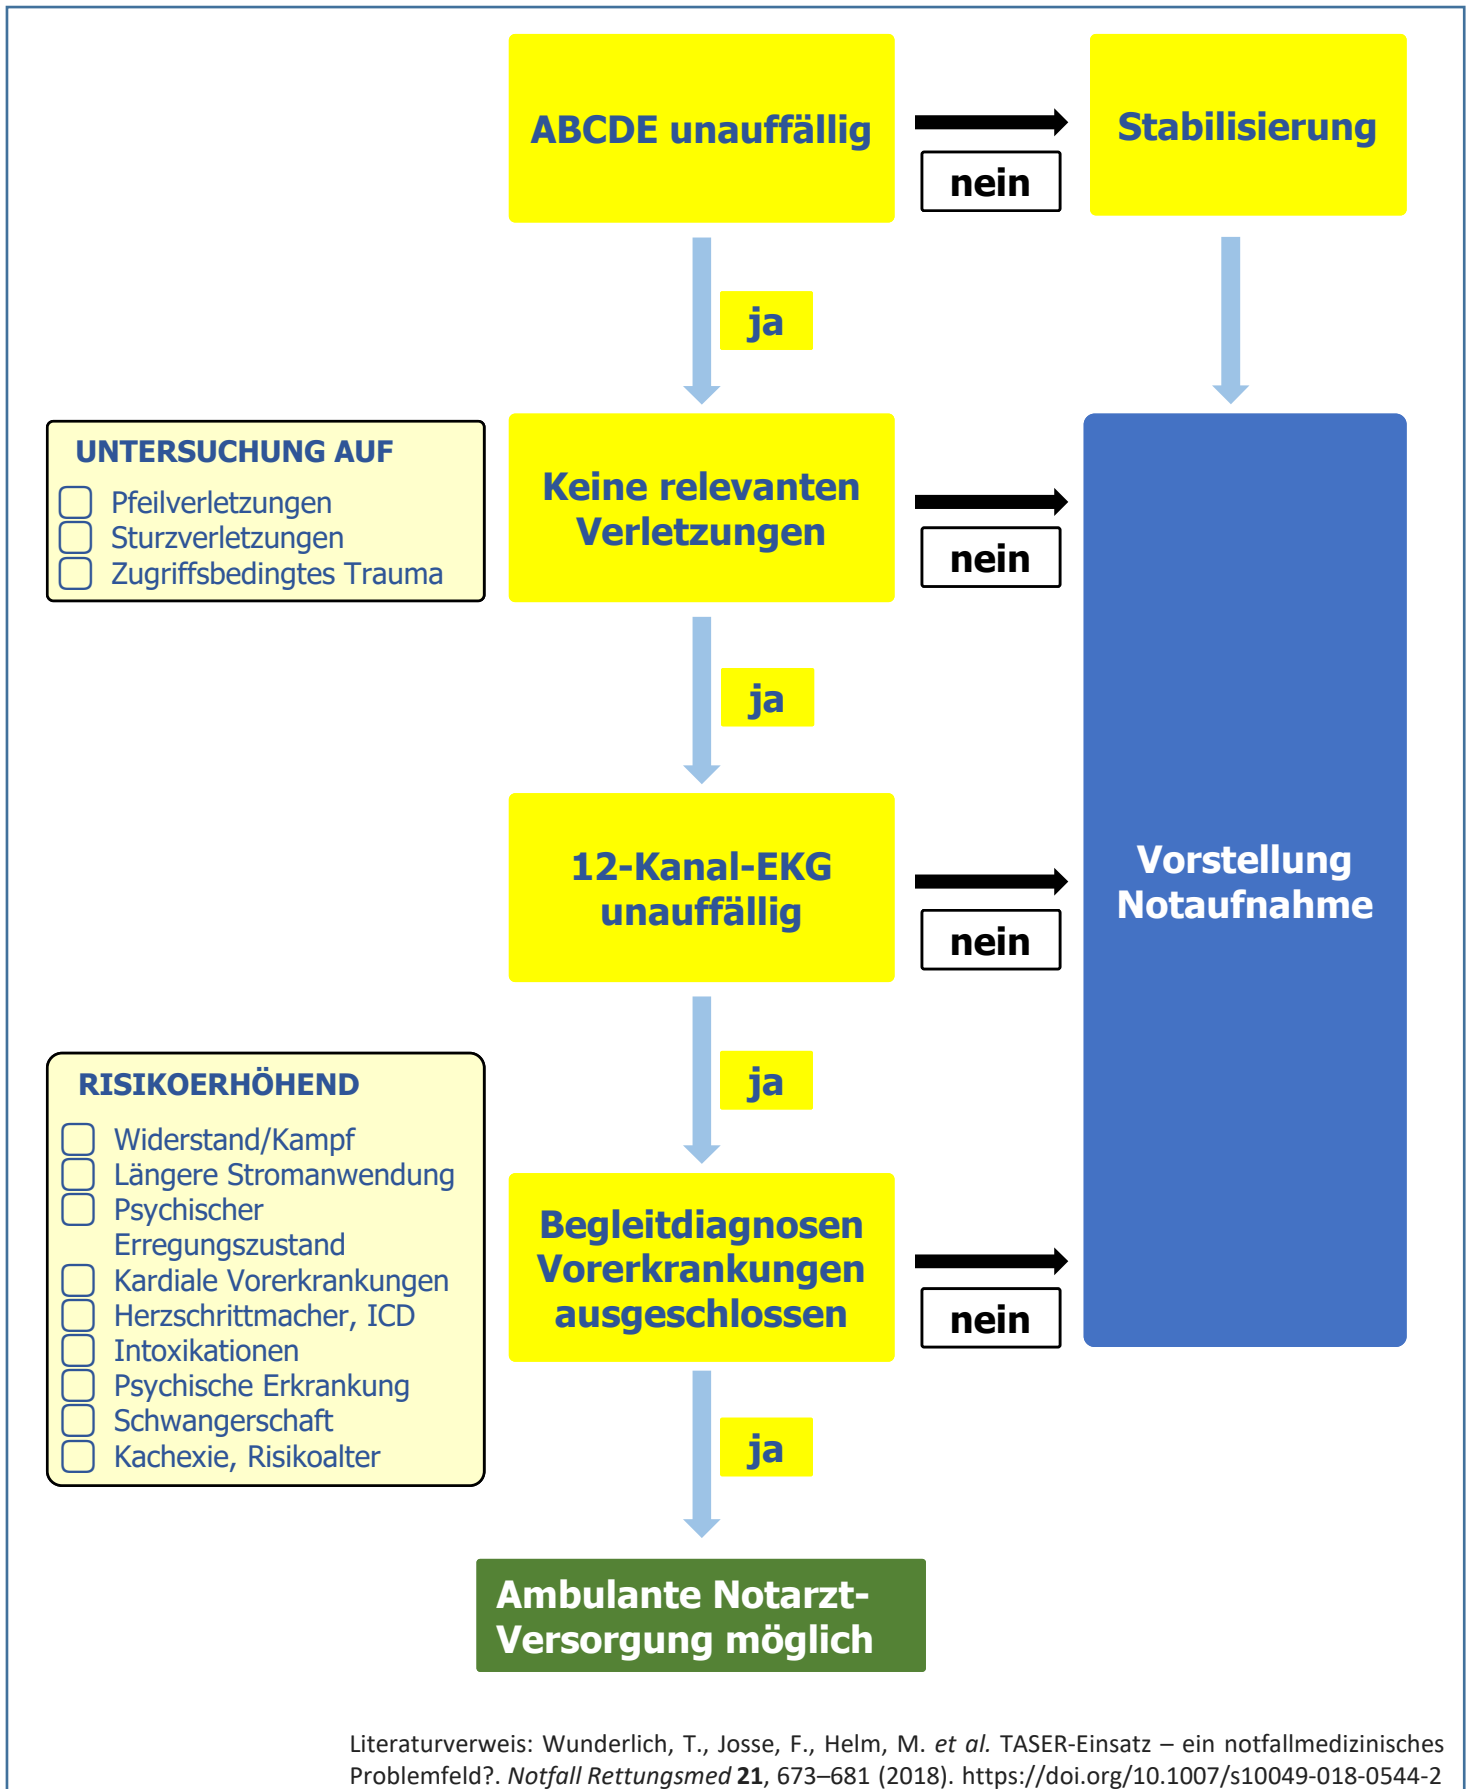 ABCDE unauffällig
nein
Stabilisierung
ja
UNTERSUCHUNG AUF
Pfeilverletzungen
Sturzverletzungen
Zugriffsbedingtes Trauma
Keine relevanten
Verletzungen
nein
ja
12-Kanal-EKG
unauffällig
nein
Vorstellung
Notaufnahme
ja
RISIKOERHÖHEND
Widerstand/Kampf
Längere Stromanwendung
Psychischer
Erregungszustand
Kardiale Vorerkrankungen
Herzschrittmacher, ICD
Intoxikationen
Psychische Erkrankung
Schwangerschaft
Kachexie, Risikoalter
Begleitdiagnosen
Vorerkrankungen
ausgeschlossen
nein
ja
Ambulante Notarzt-
Versorgung möglich
Literaturverweis: Wunderlich, T., Josse, F., Helm, M. et al. TASER-Einsatz – ein notfallmedizinisches
Problemfeld?. Notfall Rettungsmed 21, 673–681 (2018). https://doi.org/10.1007/s10049-018-0544-2